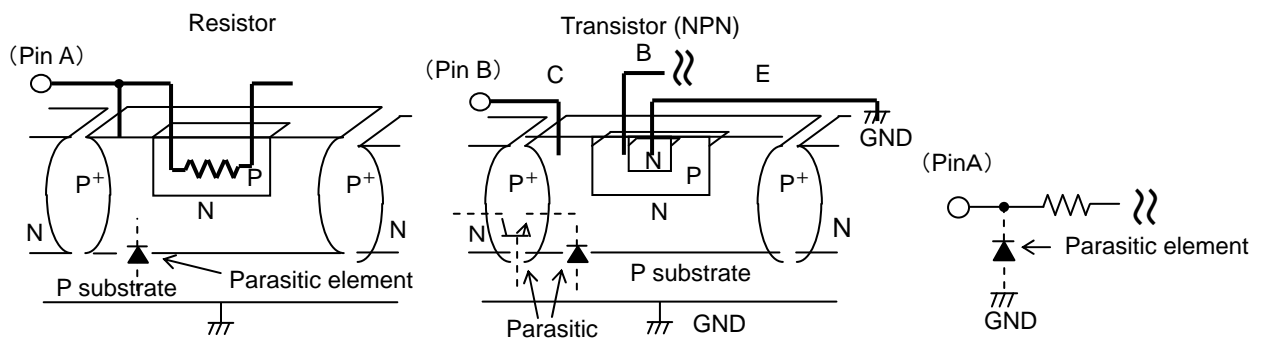 Resistor
(Pin A)
P+
P
P+
N
N
N
Parasitic element
P substrate
Transistor (NPN)
(Pin B)
C
B
E
GND
P+
N
P
P+
N
N
N
P substrate
Parasitic
GND
(PinA)
Parasitic element
GND